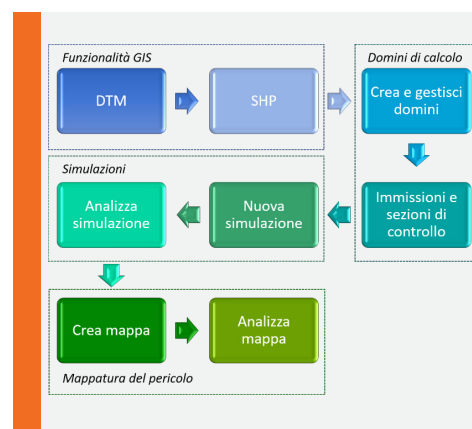 Funzionalità GIS
DTM
SHP
Domini di calcolo
Crea e gestisci
domini
Immissioni e
sezioni di
controllo
Simulazioni
Nuova
simulazione
Analizza
simulazione
Crea mappa
Analizza
mappa
Mappatura del pericolo